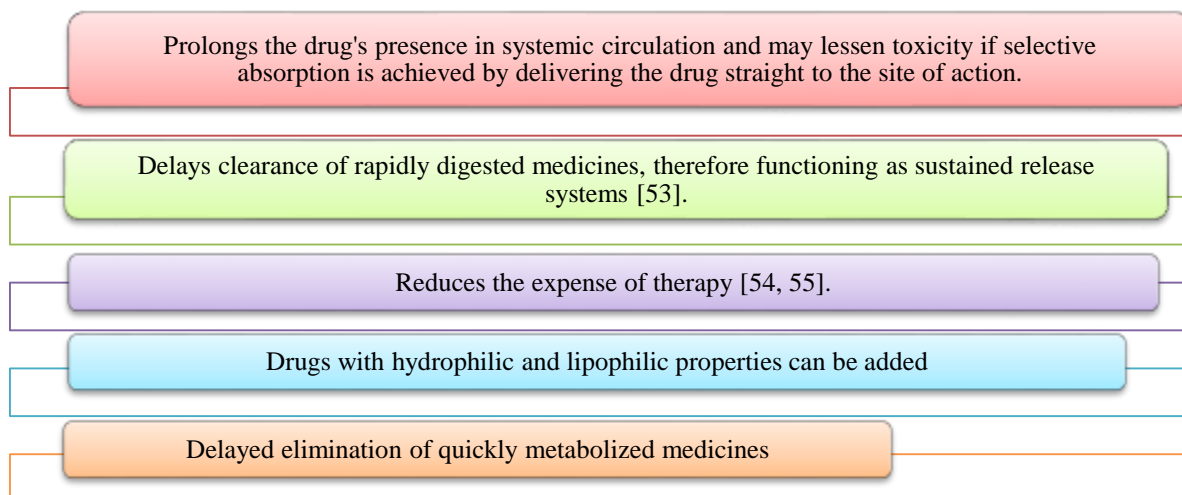 Prolongs the drug's presence in systemic circulation and may lessen toxicity if selective
absorption is achieved by delivering the drug straight to the site of action.
Delays clearance of rapidly digested medicines, therefore functioning as sustained release
systems [53].
Reduces the expense of therapy [54, 55].
Drugs with hydrophilic and lipophilic properties can be added
Delayed elimination of quickly metabolized medicines